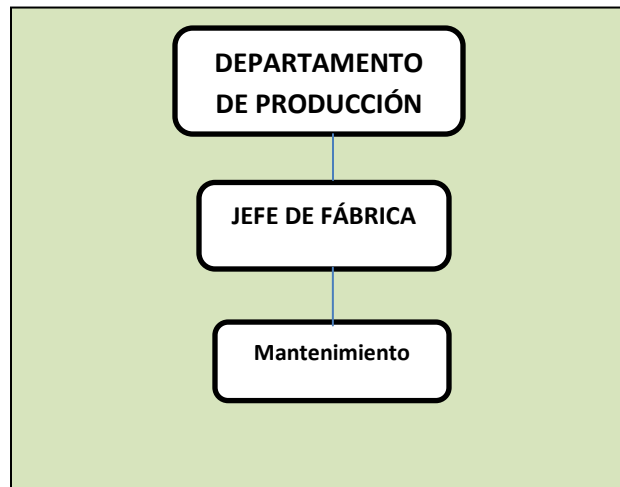 DEPARTAMENTO
DE PRODUCCIÓN
JEFE DE FÁBRICA
Mantenimiento